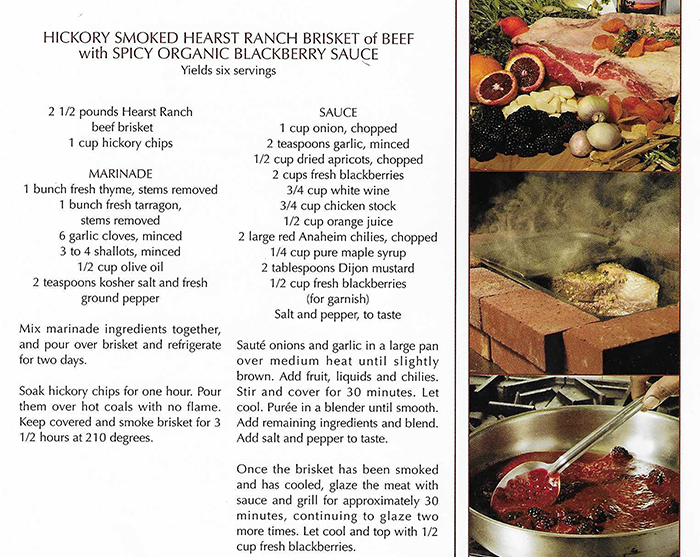 HICKORY SMOKED HEARST RANCH BRISKET of BEEF
with SPICY ORGANIC BLACKBERRY SAUCE
Yields six servings
2 1/2 pounds Hearst Ranch
beef brisket
1 cup hickory chips
MARINADE
1 bunch fresh thyme, stems removed
1 bunch fresh tarragon,
stems removed
6 garlic cloves, minced
3 to 4 shallots, minced
1/2 cup olive oil
2 teaspoons kosher salt and fresh
ground pepper
Mix marinade ingredients together,
and pour over brisket and refrigerate
for two days.
Soak hickory chips for one hour. Pour
them over hot coals with no flame.
Keep covered and smoke brisket for 3
1/2 hours at 210 degrees.
SAUCE
1 cup onion, chopped
2 teaspoons garlic, minced
1/2 cup dried apricots, chopped
2 cups fresh blackberries
3/4 cup white wine
3/4 cup chicken stock
1/2 cup orange juice
2 large red Anaheim chilies, chopped
1/4 cup pure maple syrup
2 tablespoons Dijon mustard
1/2 cup fresh blackberries
(for garnish)
Salt and pepper, to taste
Sauté onions and garlic in a large pan
over medium heat until slightly
brown. Add fruit, liquids and chilies.
Stir and cover for 30 minutes. Let
cool. Purée in a blender until smooth.
Add remaining ingredients and blend.
Add salt and pepper to taste.
Once the brisket has been smoked
and has cooled, glaze the meat with
sauce and grill for approximately 30
minutes, continuing to glaze two
more times. Let cool and top with 1/2
cup fresh blackberries.